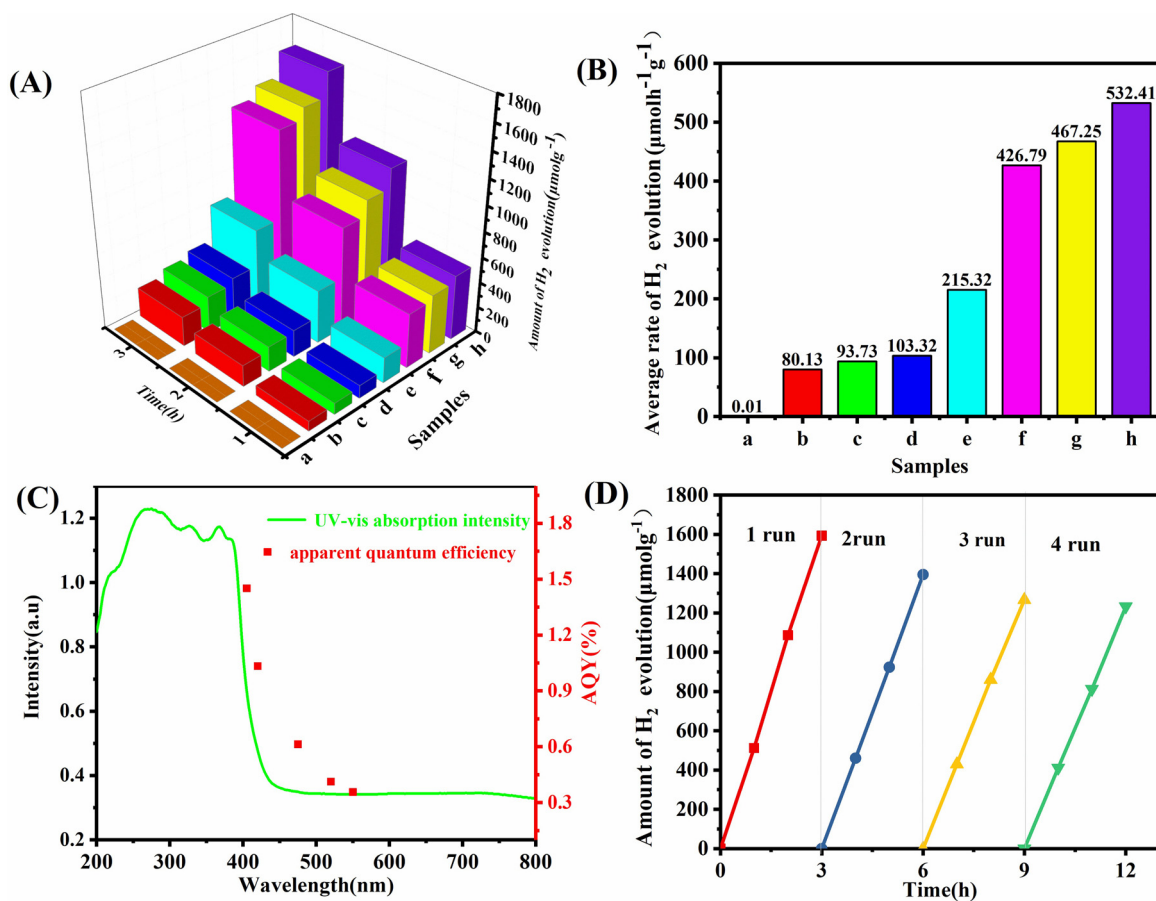 (A)
1800
1600
1400
1200
1000
800
600
400
200
0
Amount of H₂ evolution(μmolg⁻¹)
3
2
1
Time(h)
a
b
c
d
e
f
g
h
Samples
(B)
Average rate of H₂ evolution (μmolh⁻¹g⁻¹)
600
500
400
300
200
100
0
0.01
80.13
93.73
103.32
215.32
426.79
467.25
532.41
a b c d e f g h
Samples
(C)
Intensity(a.u)
1.2
1.0
0.8
0.6
0.4
0.2
UV-vis absorption intensity
apparent quantum efficiency
1.8
1.5
1.2
0.9
0.6
0.3
AQY(%)
200 300 400 500 600 700 800
Wavelength(nm)
(D)
Amount of H₂ evolution(μmolg⁻¹)
1800
1600
1400
1200
1000
800
600
400
200
0
1 run
2run
3 run
4 run
0 3 6 9 12
Time(h)